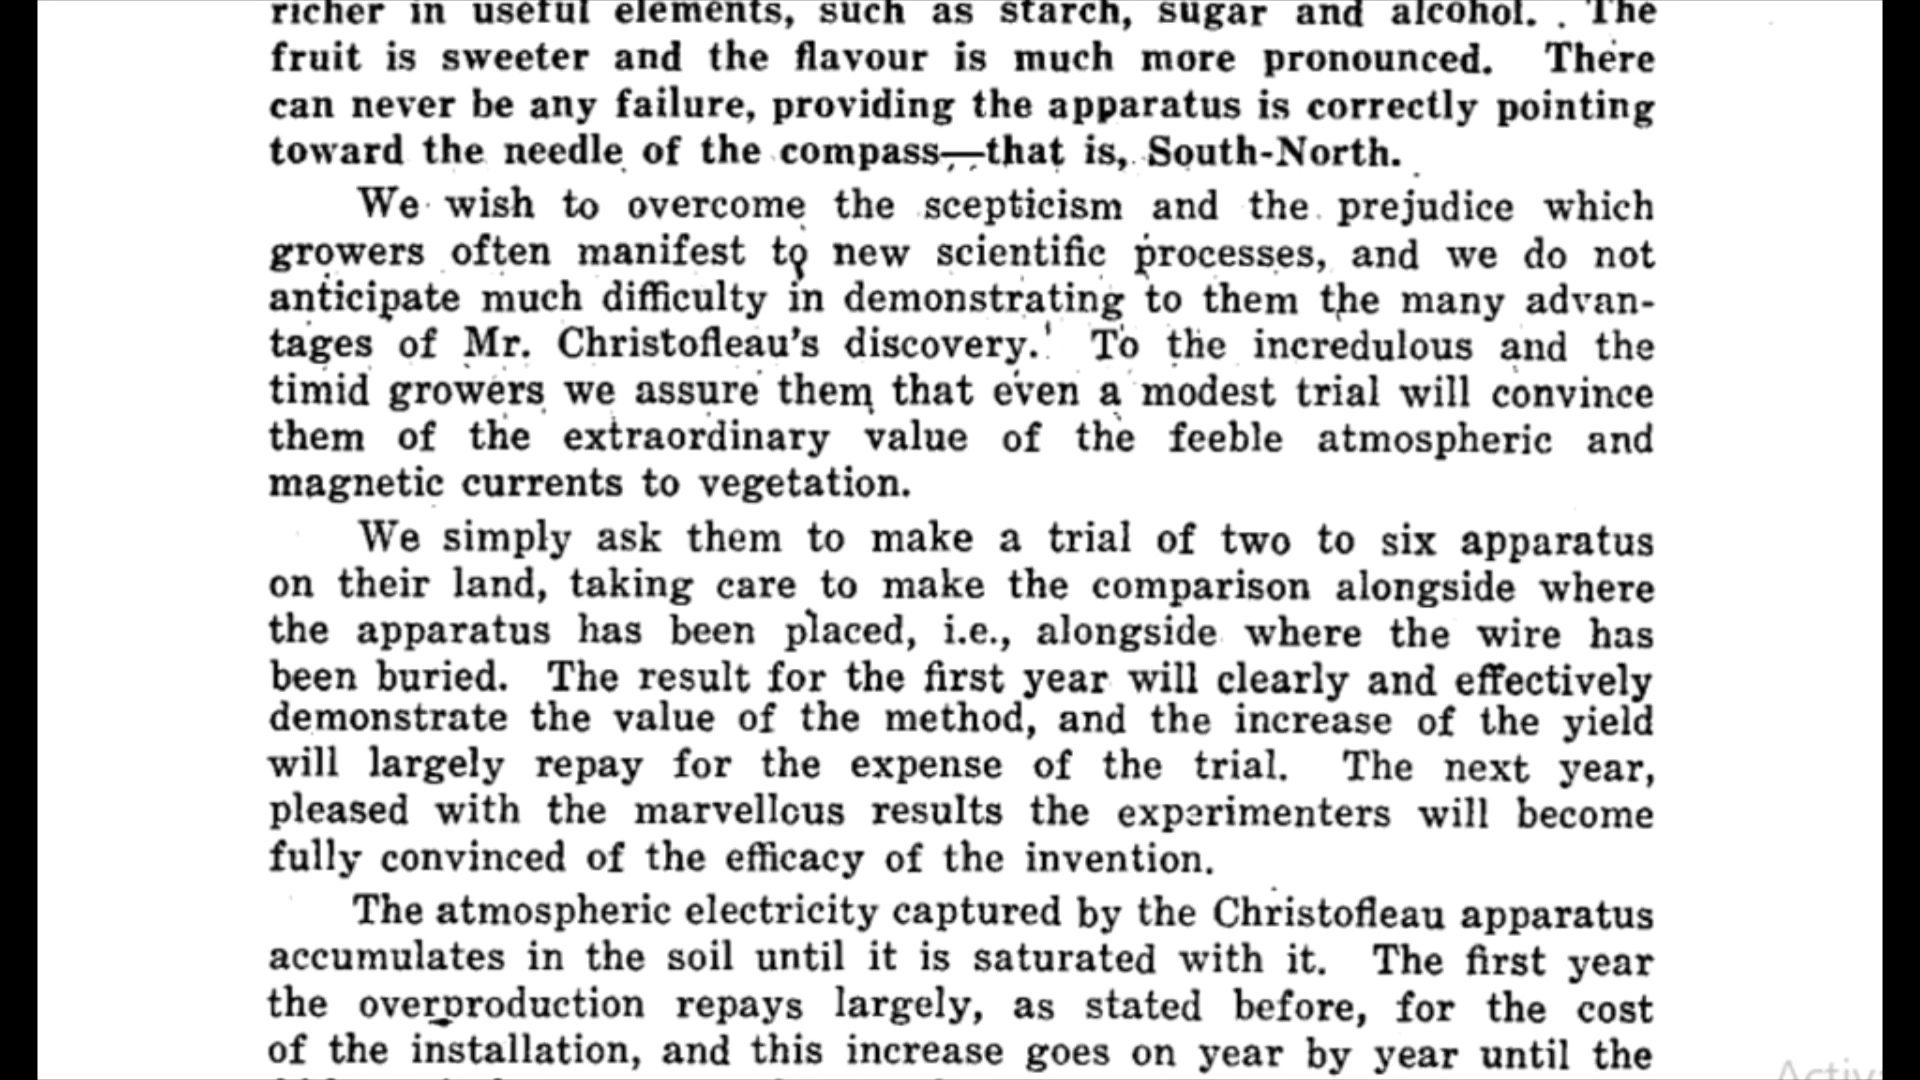 richer in useful elements, such as starch, sugar and alcohol. The
fruit is sweeter and the flavour is much more pronounced. There
can never be any failure, providing the apparatus is correctly pointing
toward the needle of the compass—that is, South-North.
We wish to overcome the scepticism and the prejudice which
growers often manifest to new scientific processes, and we do not
anticipate much difficulty in demonstrating to them the many advan-
tages of Mr. Christofleau's discovery. To the incredulous and the
timid growers we assure them that even a modest trial will convince
them of the extraordinary value of the feeble atmospheric and
magnetic currents to vegetation.
We simply ask them to make a trial of two to six apparatus
on their land, taking care to make the comparison alongside where
the apparatus has been placed, i.e., alongside where the wire has
been buried. The result for the first year will clearly and effectively
demonstrate the value of the method, and the increase of the yield
will largely repay for the expense of the trial. The next year,
pleased with the marvellous results the experimenters will become
fully convinced of the efficacy of the invention.
The atmospheric electricity captured by the Christofleau apparatus
accumulates in the soil until it is saturated with it. The first year
the overproduction repays largely, as stated before, for the cost
of the installation, and this increase goes on year by year until the